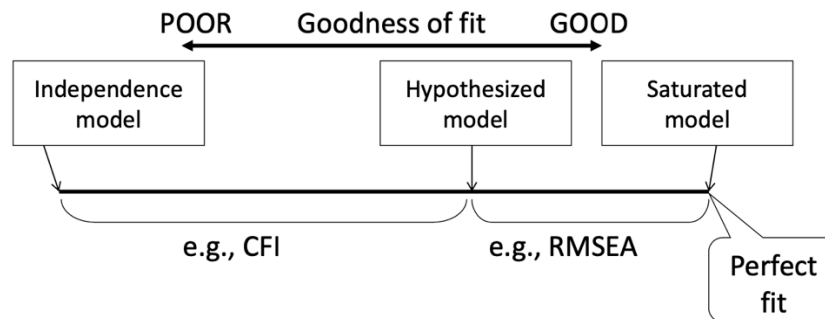 POOR Goodness of fit GOOD
Independence model
Hypothesized model
Saturated model
e.g., CFI
e.g., RMSEA
Perfect fit